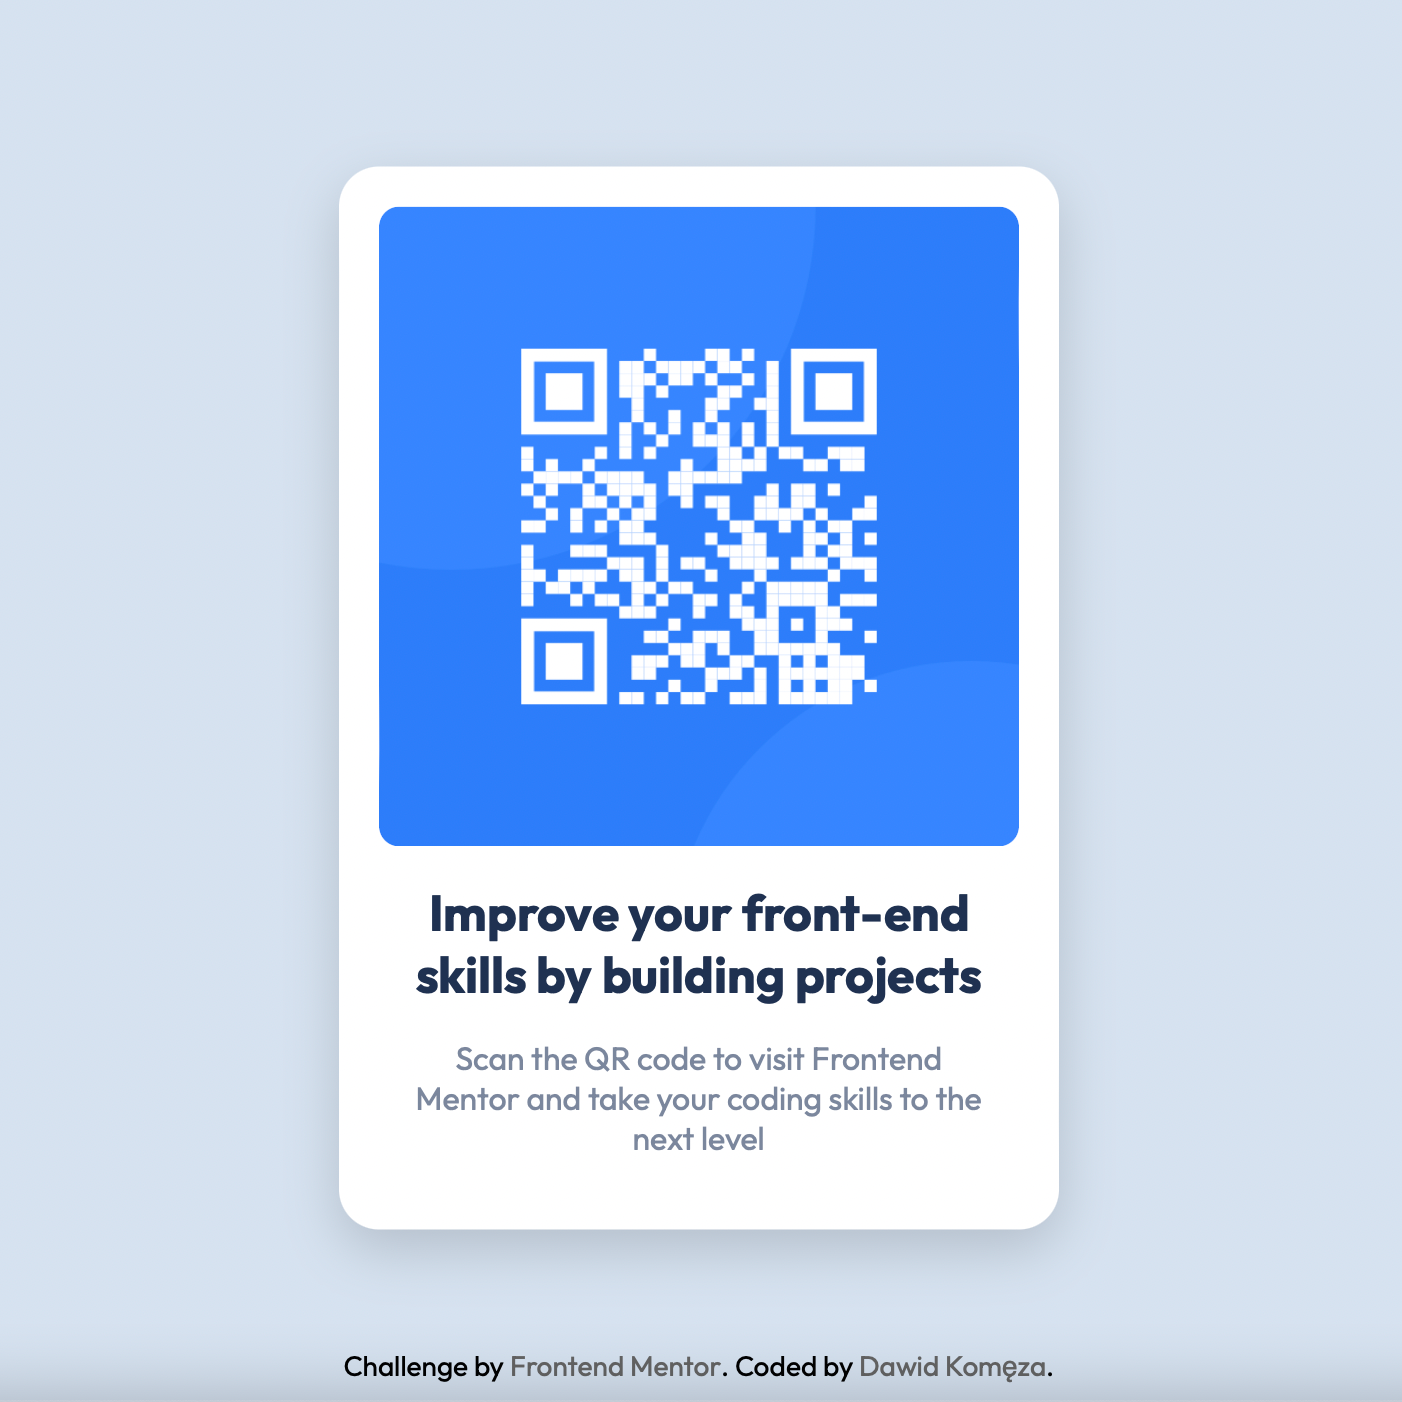 Improve your front-end
skills by building projects
Scan the QR code to visit Frontend
Mentor and take your coding skills to the
next level
Challenge by Frontend Mentor. Coded by Dawid Komęza.